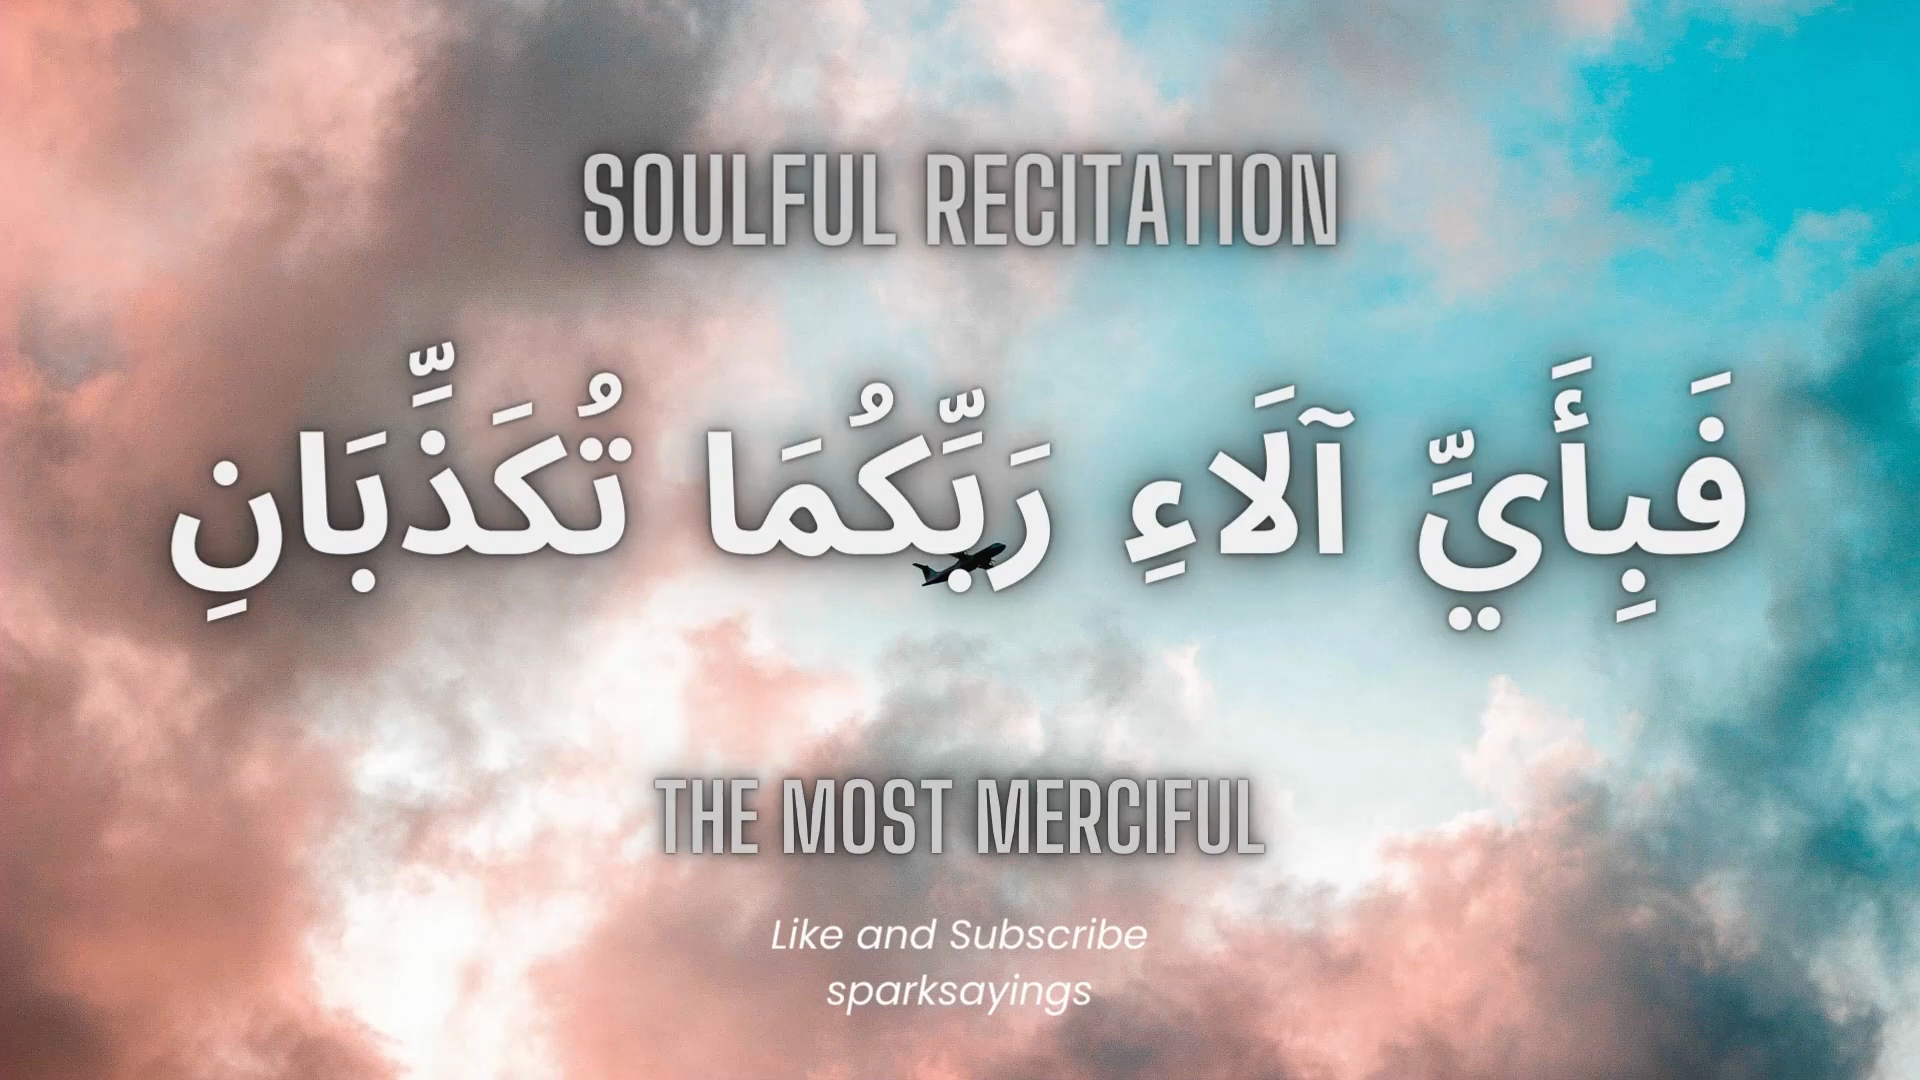 SOULFUL RECITATION
فَبِأَيِّ آلَاءِ رَبِّكُمَا تُكَذِّبَانِ
THE MOST MERCIFUL
Like and Subscribe
sparksayings